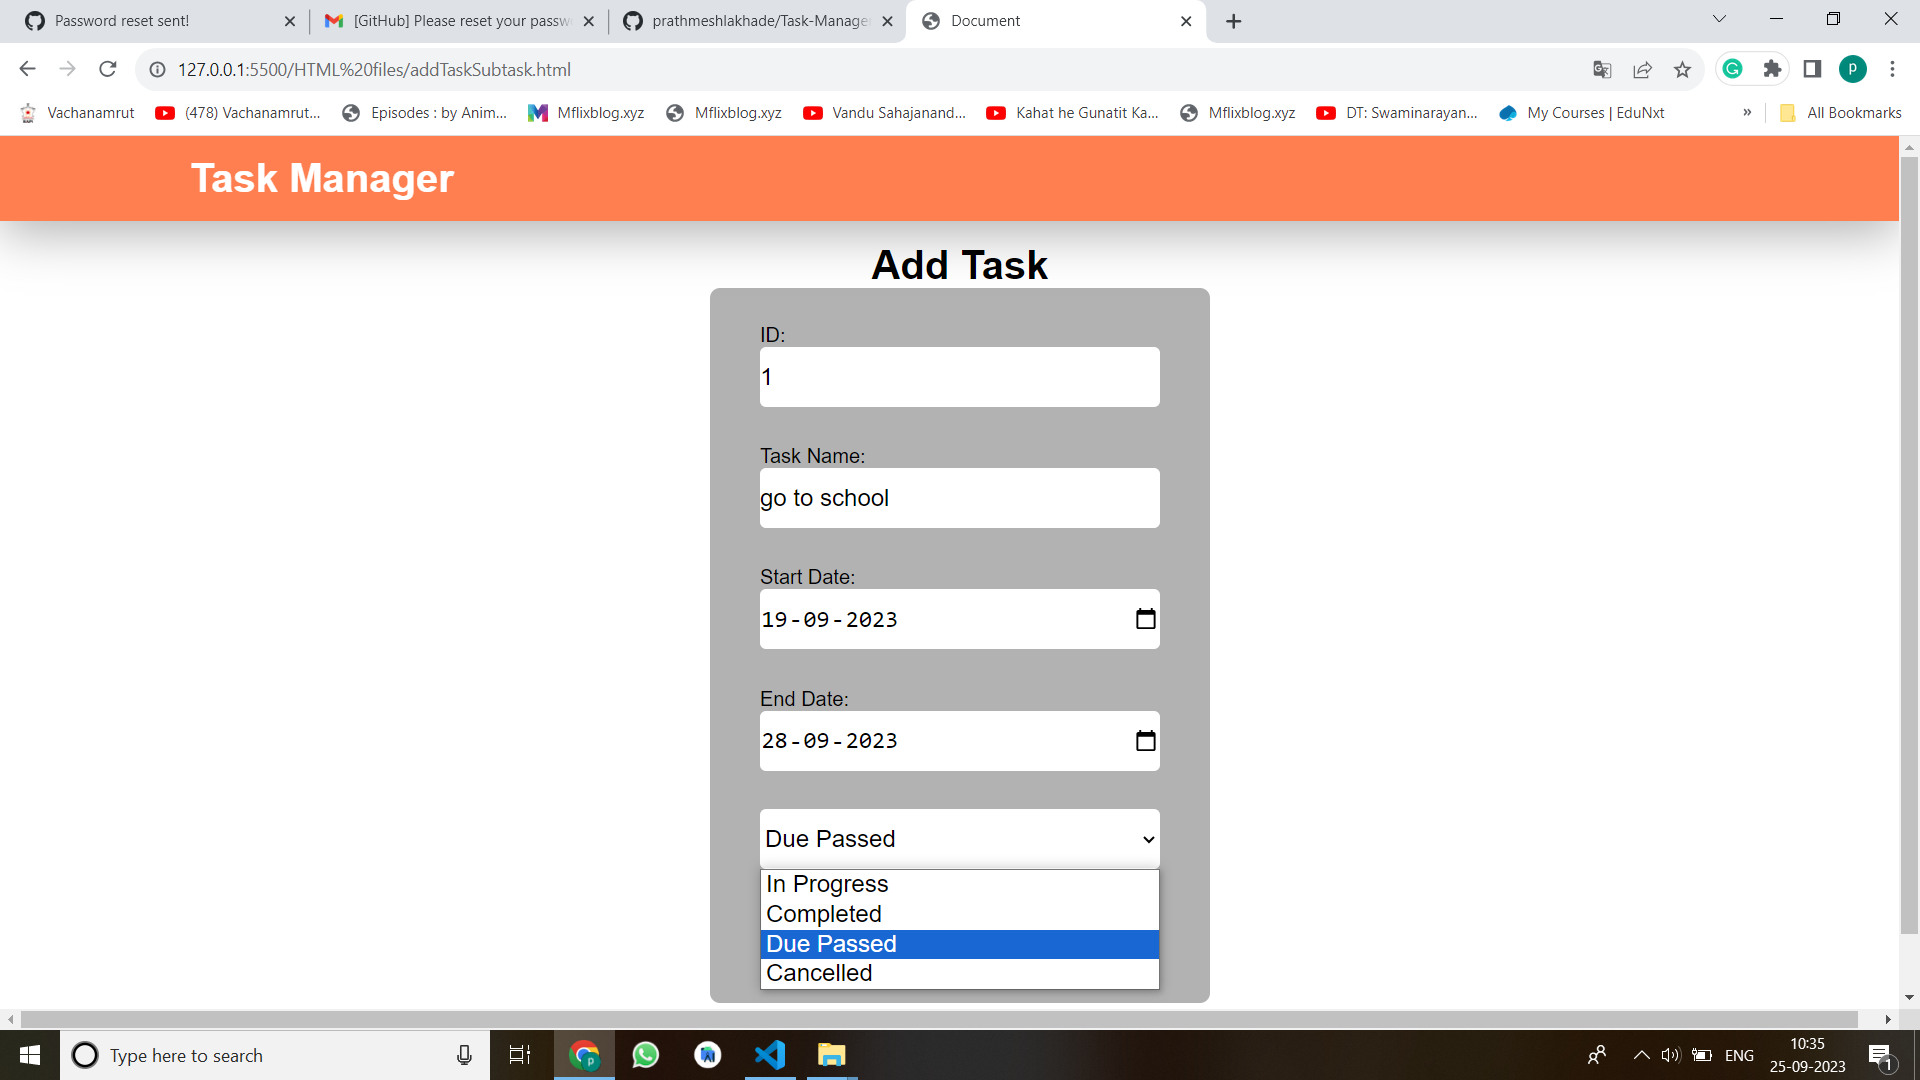 Password reset sent!
[GitHub] Please reset your passw
prathmeshlakhade/Task-Manager
Document
127.0.0.1:5500/HTML%20files/addTaskSubtask.html
Vachanamrut
(478) Vachanamrut...
Episodes : by Anim...
Mflixblog.xyz
Mflixblog.xyz
Vandu Sahajanand...
Kahat he Gunatit Ka...
Mflixblog.xyz
DT: Swaminarayan...
My Courses | EduNxt
»
All Bookmarks
Task Manager
Add Task
ID:
1
Task Name:
go to school
Start Date:
19-09-2023
End Date:
28-09-2023
Due Passed
In Progress
Completed
Due Passed
Cancelled
Type here to search
ENG
10:35
25-09-2023
1